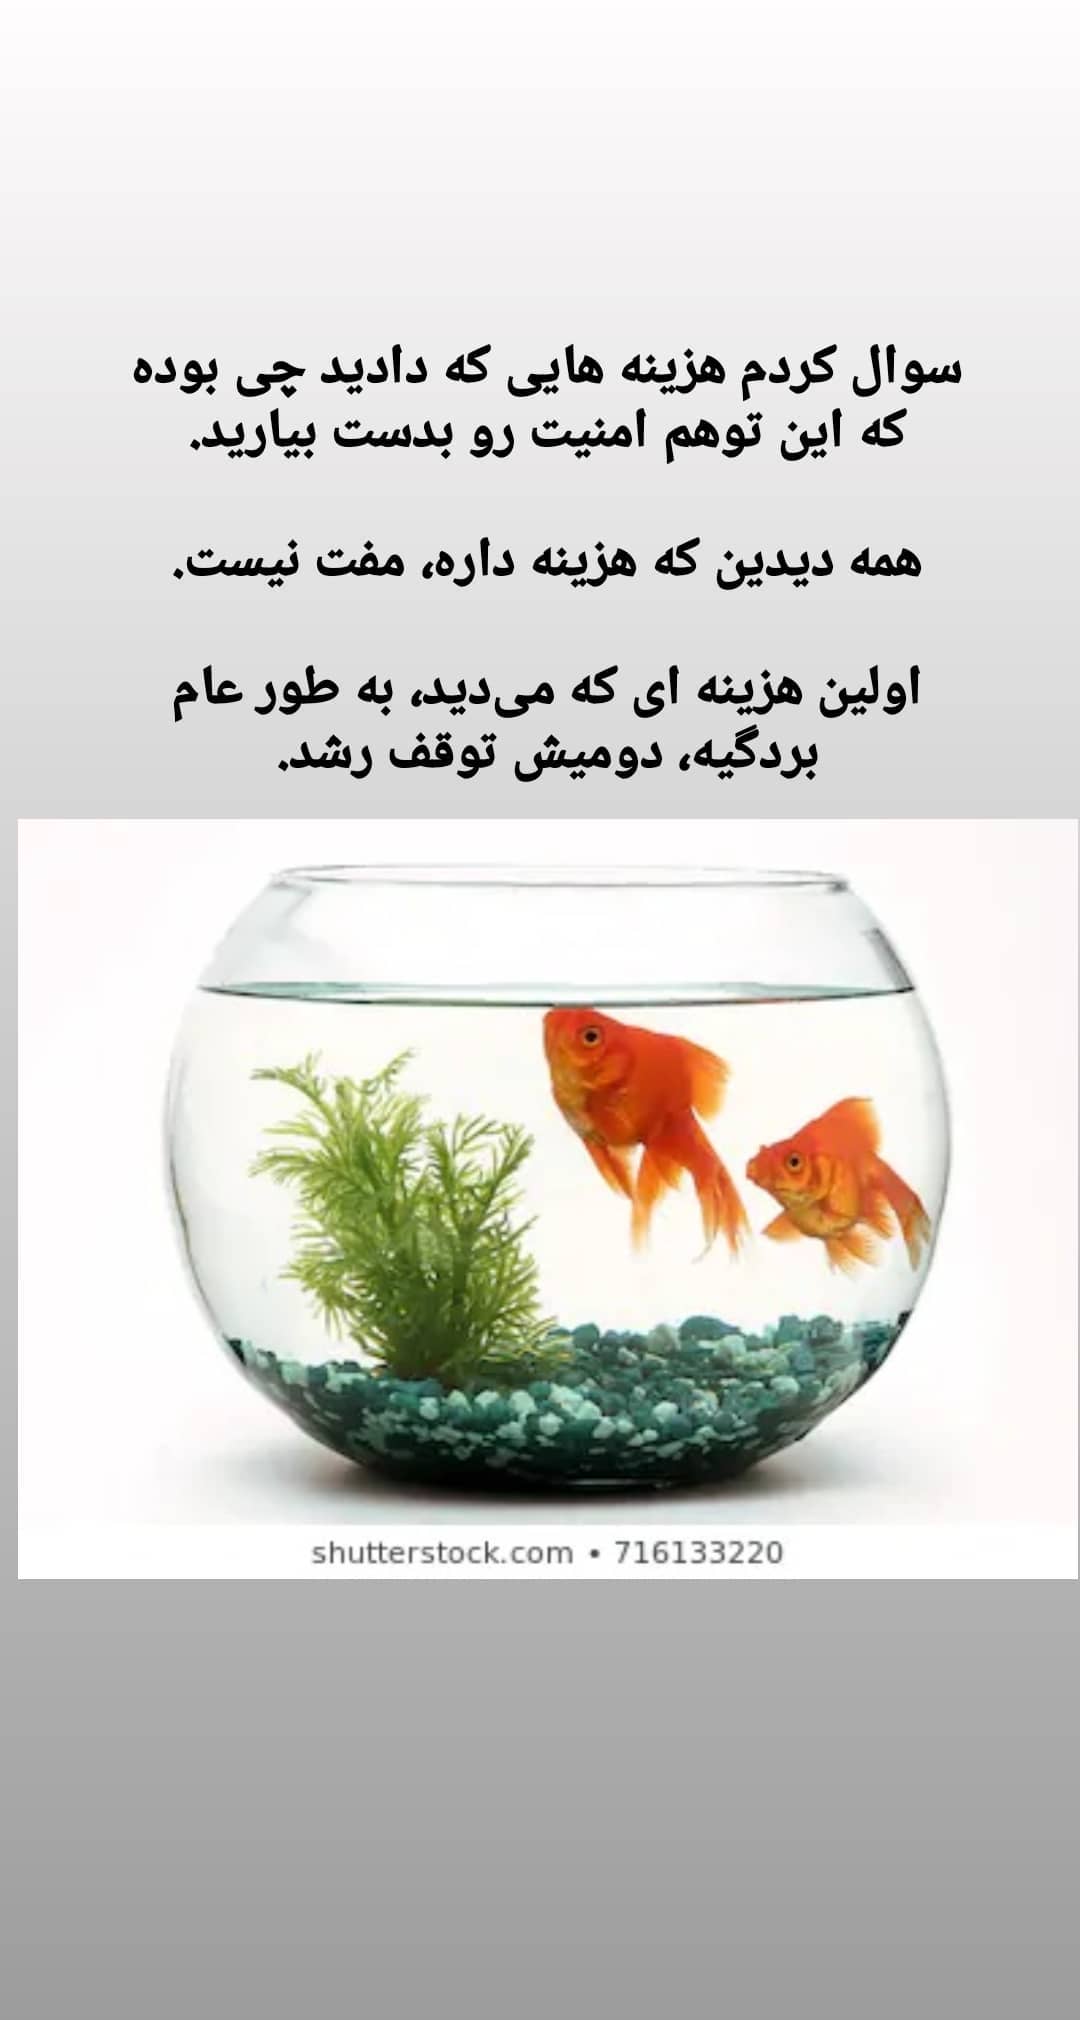 سوال کردم هزینه هایی که دادید چی بوده
که این توهم امنیت رو بدست بیارید.
همه دیدین که هزینه داره، مفت نیست.
اولین هزینه ای که می‌دید، به طور عام
بردگیه، دومیش توقف رشد.
shutterstock.com • 716133220